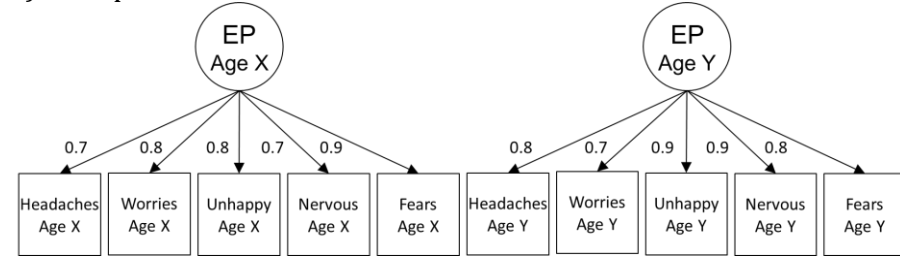 EP
Age X
EP
Age Y
0.7
0.8
0.8
0.7
0.9
0.8
0.7
0.9
0.9
0.8
Headaches
Age X
Worries
Age X
Unhappy
Age X
Nervous
Age X
Fears
Age X
Headaches
Age Y
Worries
Age Y
Unhappy
Age Y
Nervous
Age Y
Fears
Age Y